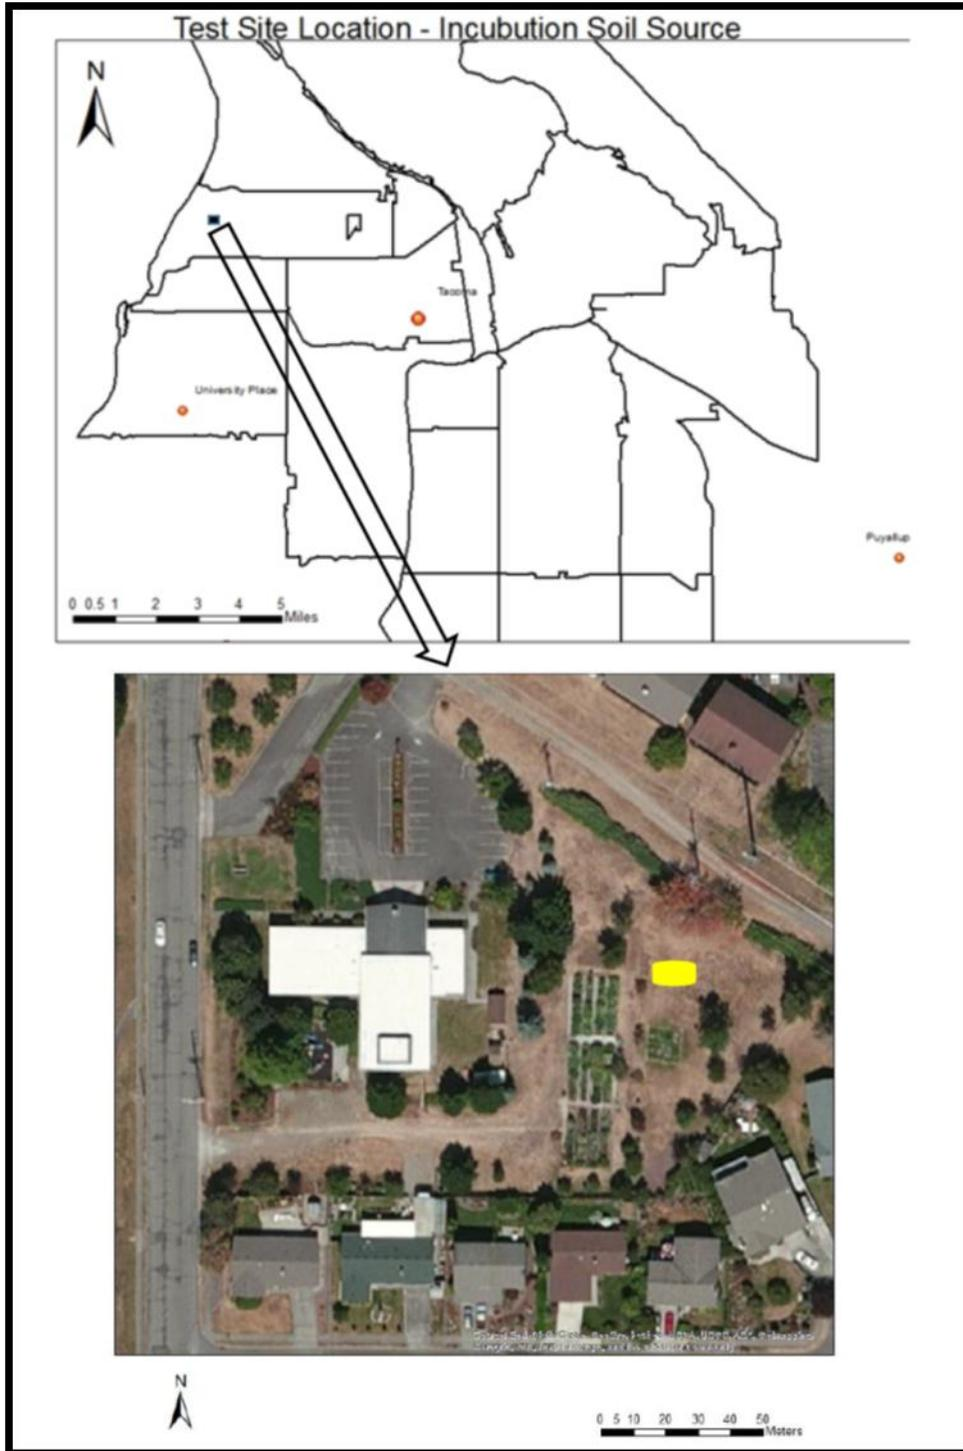 Test Site Location - Incubution Soil Source
N
Tacoma
University Place
Puyallup
0 0.5 1 2 3 4 5
Miles
N
0 5 10 20 30 40 50
Meters